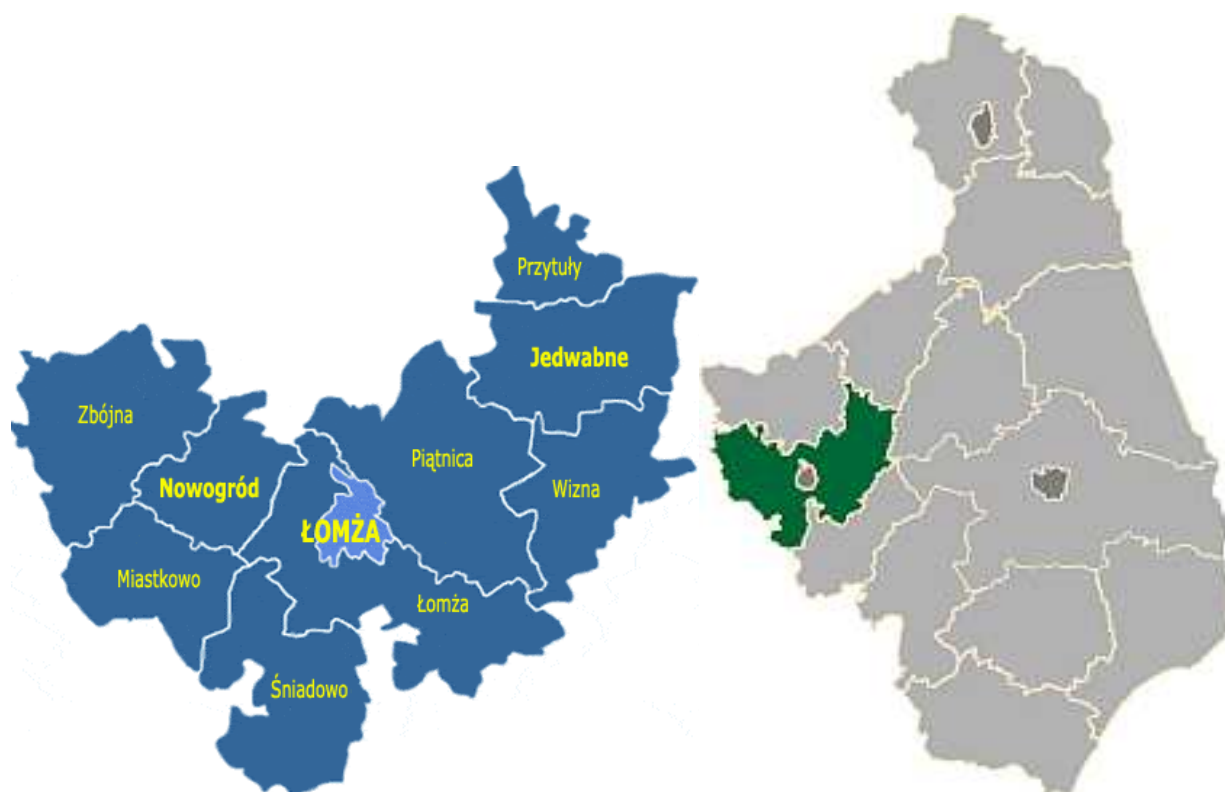 Przytuły
Jedwabne
Zbójna
Piątnica
Nowogród
Wizna
ŁOMŻA
Miastkowo
Łomża
Śniadowo